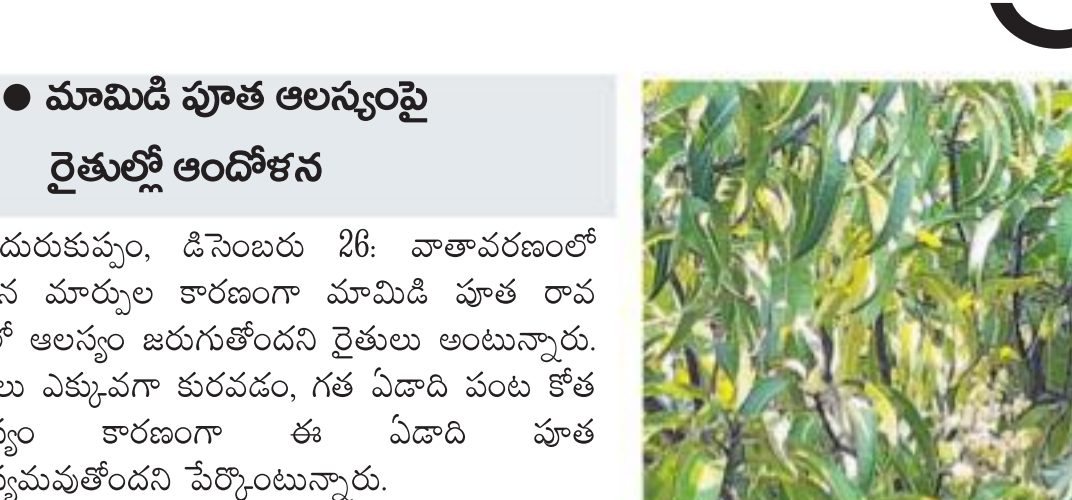 ● మామిడి పూత ఆలస్యంపై
రైతుల్లో ఆందోళన
దురుకుప్పం, డిసెంబరు 26: వాతావరణంలో
న మార్పుల కారణంగా మామిడి పూత రావ
లో ఆలస్యం జరుగుతోందని రైతులు అంటున్నారు.
లు ఎక్కువగా కురవడం, గత ఏడాది పంట కోత
స్యం కారణంగా ఈ ఏడాది పూత
స్యమవుతోందని పేర్కొంటున్నారు.